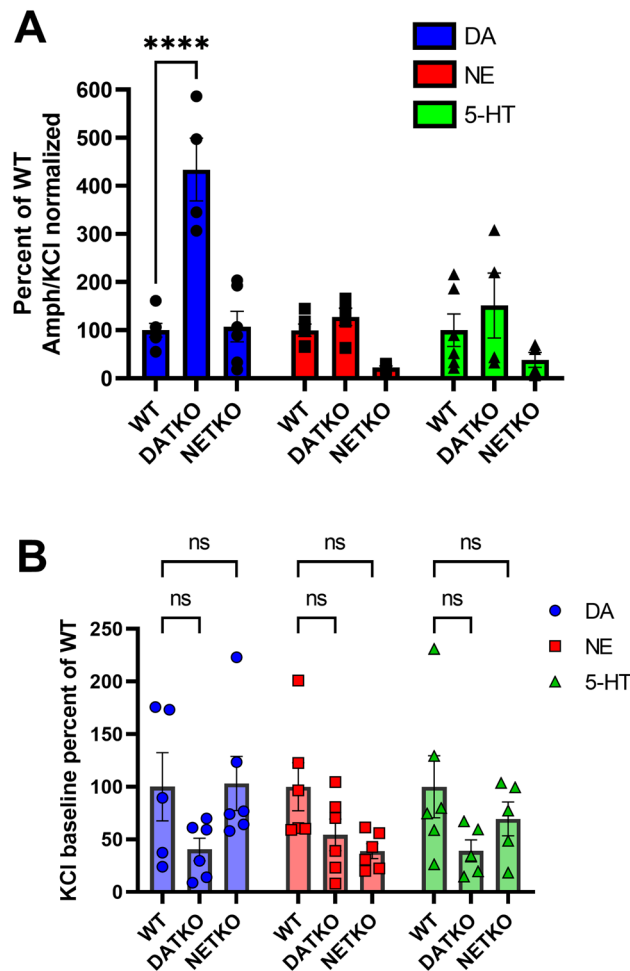 A
****
DA
NE
5-HT
Percent of WT
Amph/KCl normalized
600
500
400
300
200
100
0
WT
DATKO
NETKO
WT
DATKO
NETKO
WT
DATKO
NETKO
B
ns
ns
ns
ns
ns
ns
DA
NE
5-HT
KCl baseline percent of WT
250
200
150
100
50
0
WT
DATKO
NETKO
WT
DATKO
NETKO
WT
DATKO
NETKO